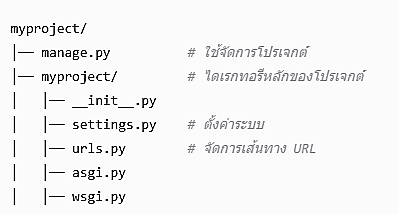 myproject/
│── manage.py          # ใช้จัดการโปรเจกต์
│── myproject/         # ไดเรกทอรีหลักของโปรเจกต์
│   │── __init__.py
│   │── settings.py    # ตั้งค่าระบบ
│   │── urls.py        # จัดการเส้นทาง URL
│   │── asgi.py
│   │── wsgi.py